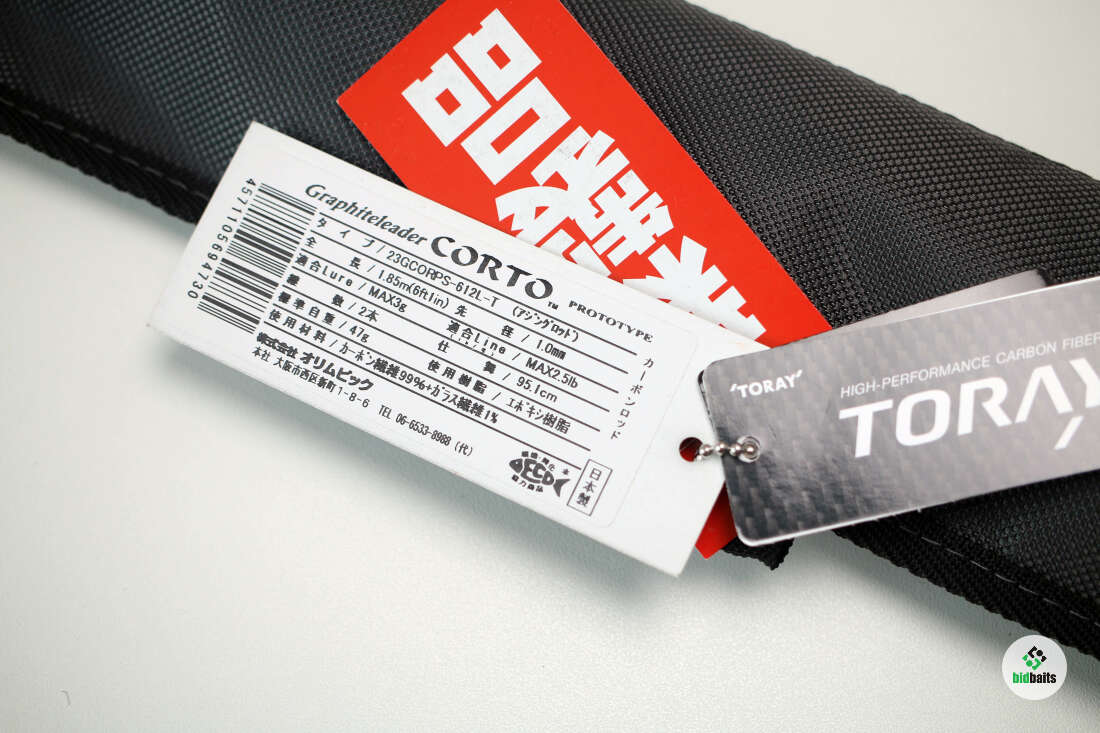 Graphiteleader CORTO™ PROTOTYPE
タイプ / 23GCORPS-612L-T (アジングロッド) カーボンロッド
全長 / 1.85m(6ft1in) 先径 / 1.0mm
適合Lure / MAX3g 適合Line / MAX2.5lb
継数 / 2本 仕舞 / 95.1cm
標準自重 / 47g 使用樹脂 / エポキシ樹脂
使用材料 / カーボン繊維99%+ガラス繊維1%
株式会社 オリムピック
本社 大阪市西区新町1-8-6 TEL 06-6533-8988 (代)
4571105694730
ECO
日本製
'TORAY'
HIGH-PERFORMANCE CARBON FIBER
TORAY
bidbaits